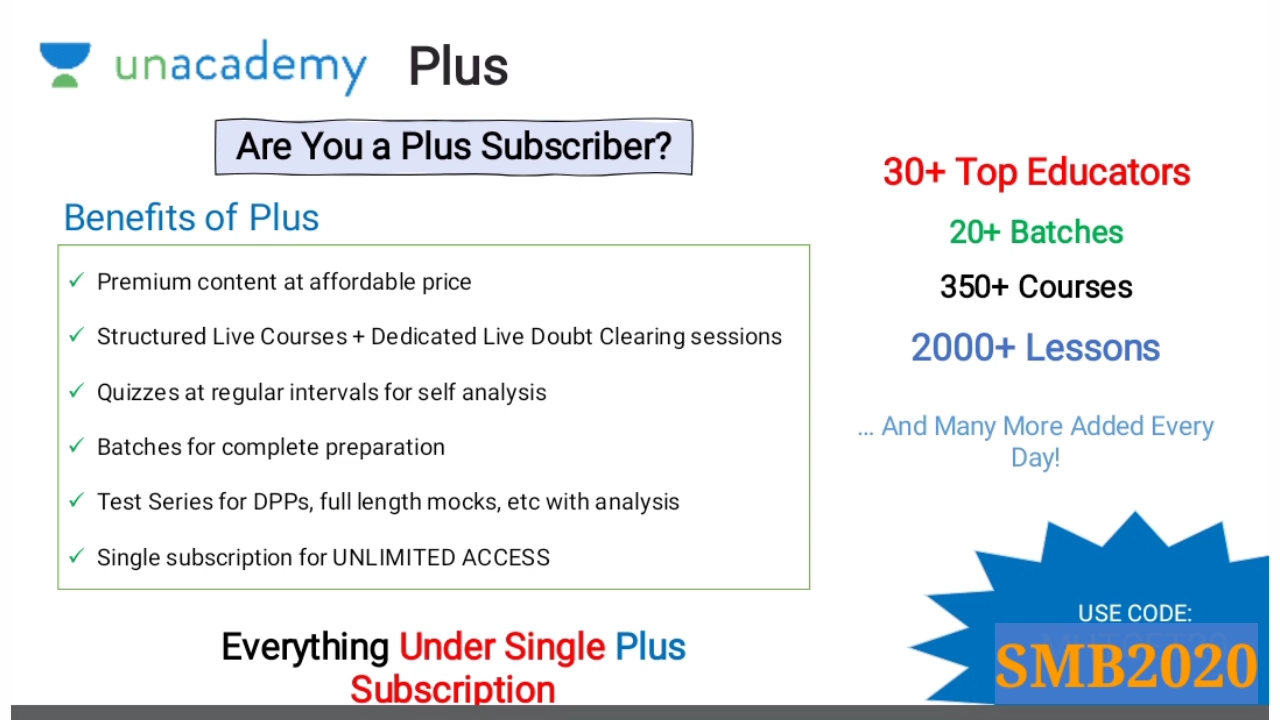 unacademy Plus
Are You a Plus Subscriber?
Benefits of Plus
✓ Premium content at affordable price
✓ Structured Live Courses + Dedicated Live Doubt Clearing sessions
✓ Quizzes at regular intervals for self analysis
✓ Batches for complete preparation
✓ Test Series for DPPs, full length mocks, etc with analysis
✓ Single subscription for UNLIMITED ACCESS
Everything Under Single Plus
Subscription
30+ Top Educators
20+ Batches
350+ Courses
2000+ Lessons
... And Many More Added Every
Day!
USE CODE:
SMB2020